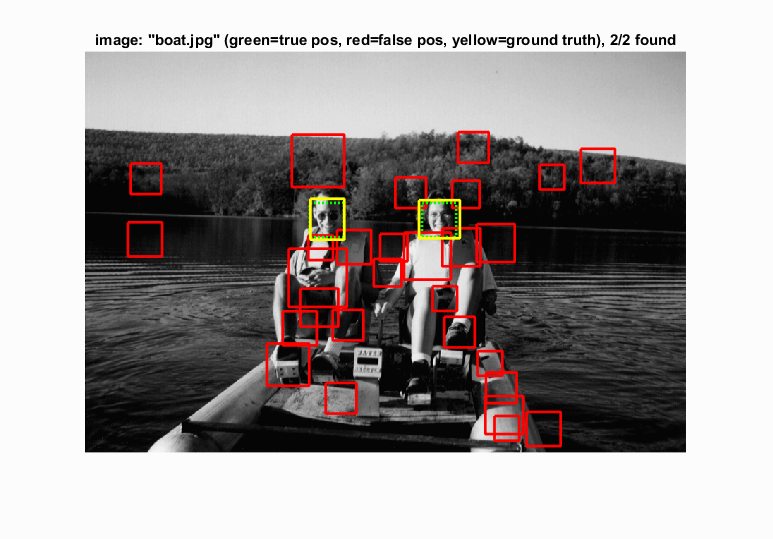 image: "boat.jpg" (green=true pos, red=false pos, yellow=ground truth), 2/2 found